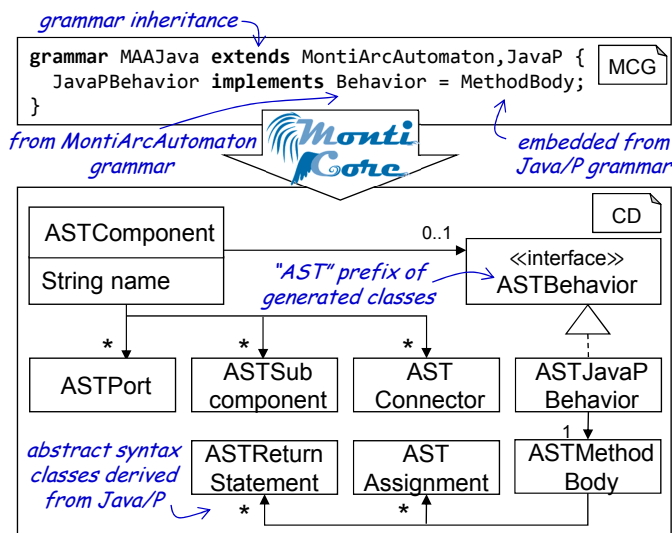 grammar inheritance
grammar MAAJava extends MontiArcAutomaton,JavaP {
MCG
JavaPBehavior implements Behavior = MethodBody;
}
from MontiArcAutomaton
grammar
Monti
Core
embedded from
Java/P grammar
CD
ASTComponent
String name
0..1
«interface»
ASTBehavior
"AST" prefix of
generated classes
* * *
ASTPort
ASTSub
component
AST
Connector
ASTJavaP
Behavior
1
abstract syntax
classes derived
from Java/P
ASTReturn
Statement
AST
Assignment
ASTMethod
Body
* *